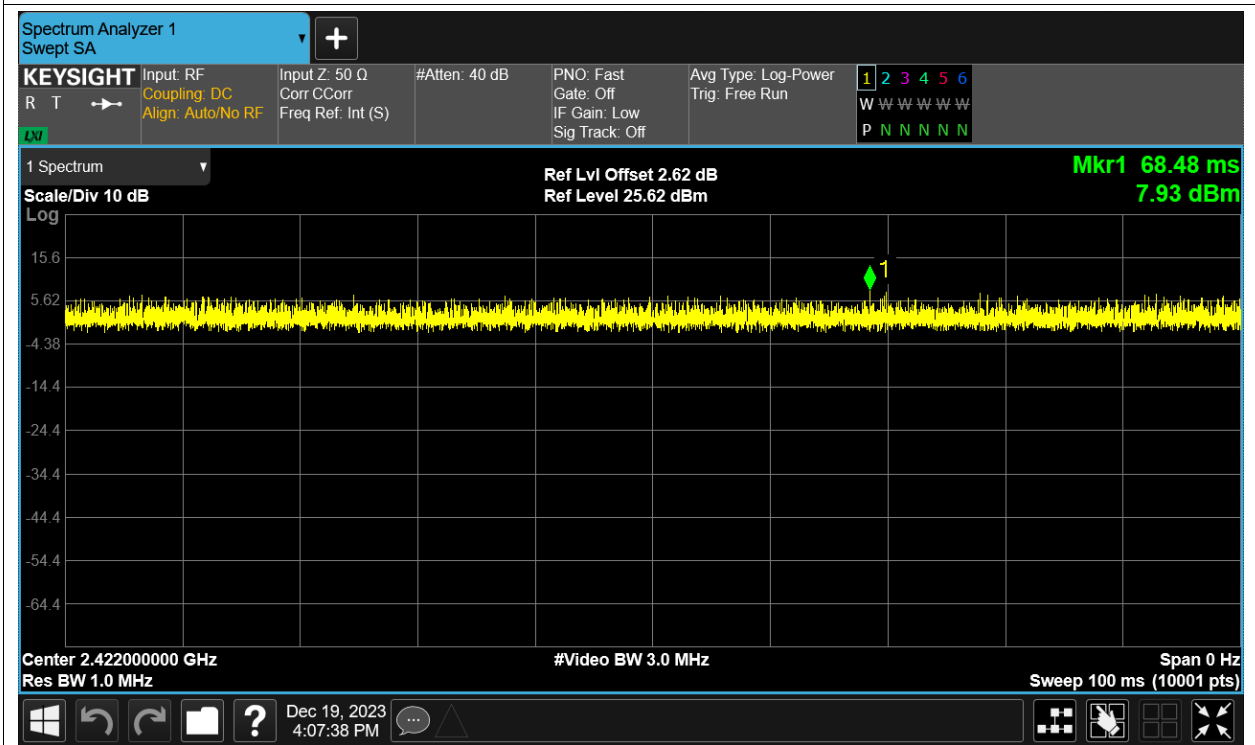 Spectrum Analyzer 1
Swept SA
KEYSIGHT
R T
LXI
Input: RF
Coupling: DC
Align: Auto/No RF
Input Z: 50 Ω
Corr CCorr
Freq Ref: Int (S)
#Atten: 40 dB
PNO: Fast
Gate: Off
IF Gain: Low
Sig Track: Off
Avg Type: Log-Power
Trig: Free Run
1 2 3 4 5 6
W W W W W W
P N N N N N
1 Spectrum
Scale/Div 10 dB
Ref Lvl Offset 2.62 dB
Ref Level 25.62 dBm
Mkr1 68.48 ms
7.93 dBm
Log
15.6
1
5.62
-4.38
-14.4
-24.4
-34.4
-44.4
-54.4
-64.4
Center 2.422000000 GHz
#Video BW 3.0 MHz
Span 0 Hz
Res BW 1.0 MHz
Sweep 100 ms (10001 pts)
?
Dec 19, 2023
4:07:38 PM